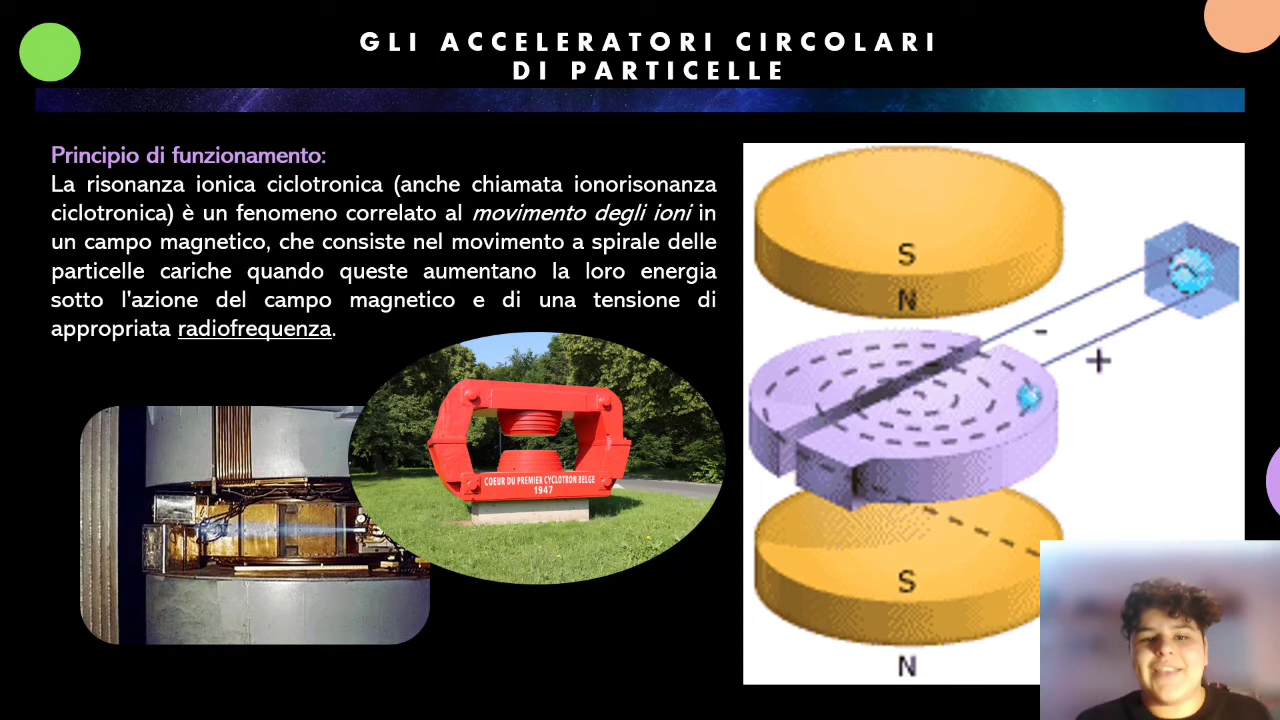 GLI ACCELERATORI CIRCOLARI
DI PARTICELLE
Principio di funzionamento:
La risonanza ionica ciclotronica (anche chiamata ionorisonanza
ciclotronica) è un fenomeno correlato al movimento degli ioni in
un campo magnetico, che consiste nel movimento a spirale delle
particelle cariche quando queste aumentano la loro energia
sotto l'azione del campo magnetico e di una tensione di
appropriata radiofrequenza.
COEUR DU PREMIER CYCLOTRON BELGE
1947
S
N
-
+
S
N